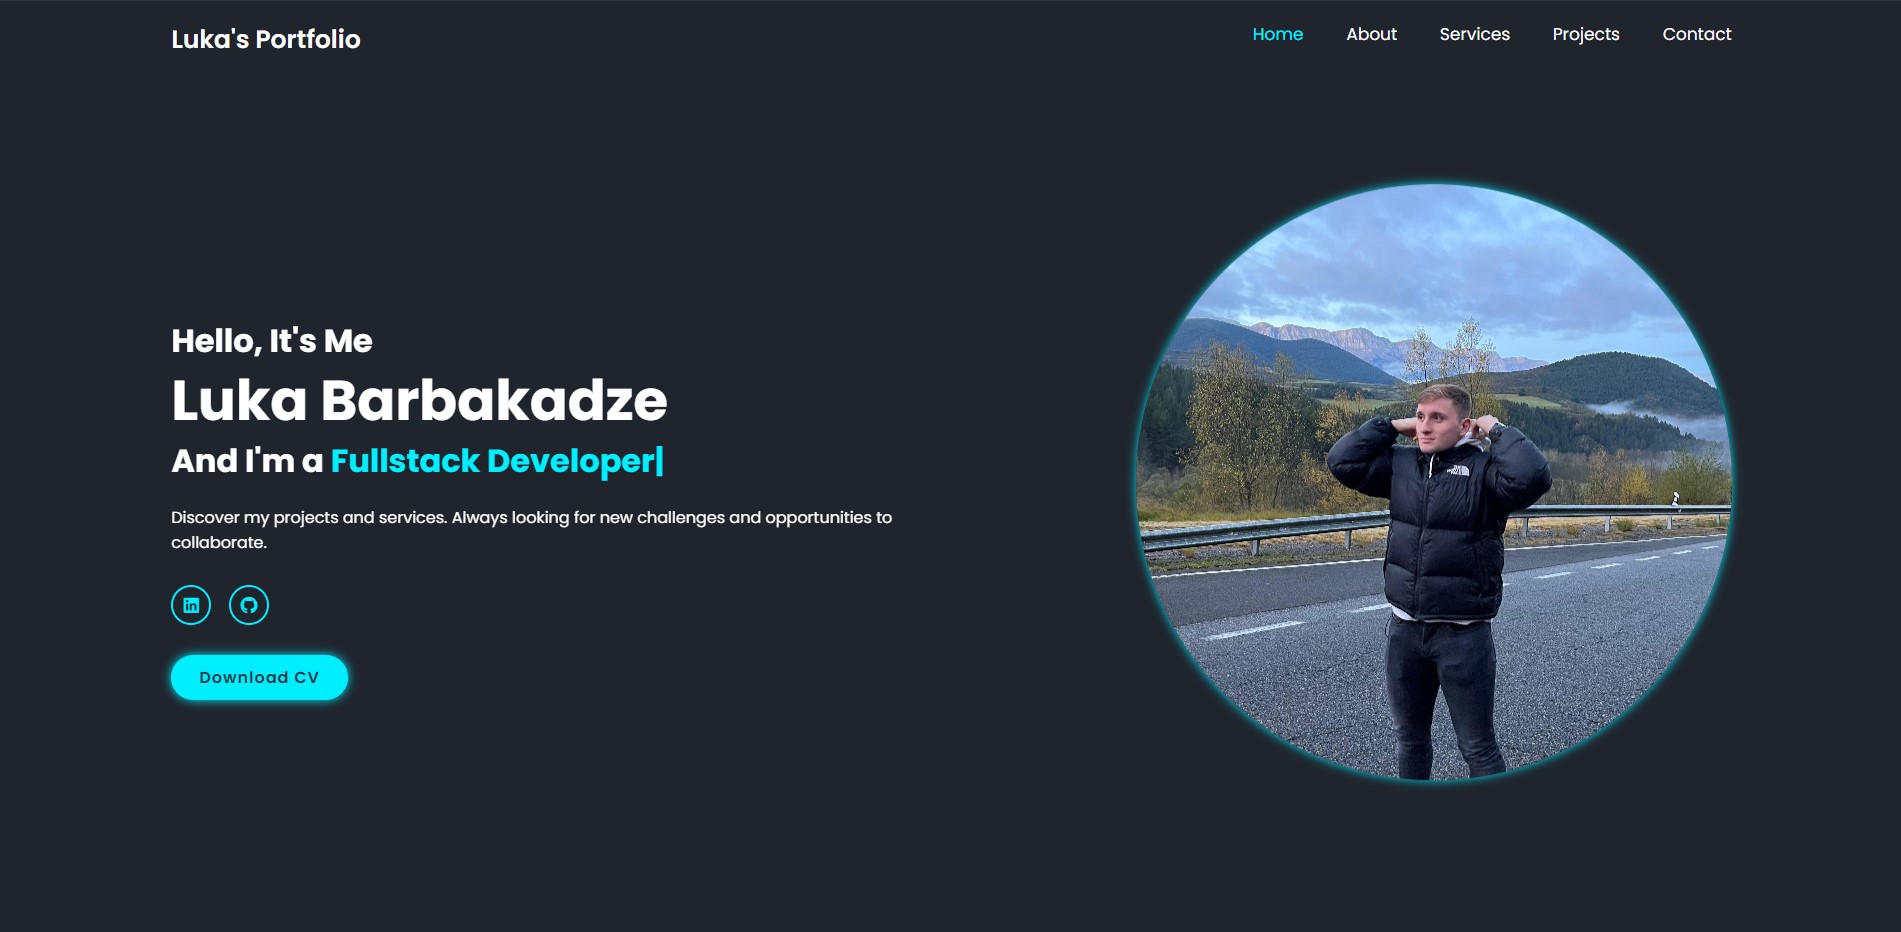 Luka's Portfolio
Home About Services Projects Contact
Hello, It's Me
Luka Barbakadze
And I'm a Fullstack Developer|
Discover my projects and services. Always looking for new challenges and opportunities to
collaborate.
in
Download CV